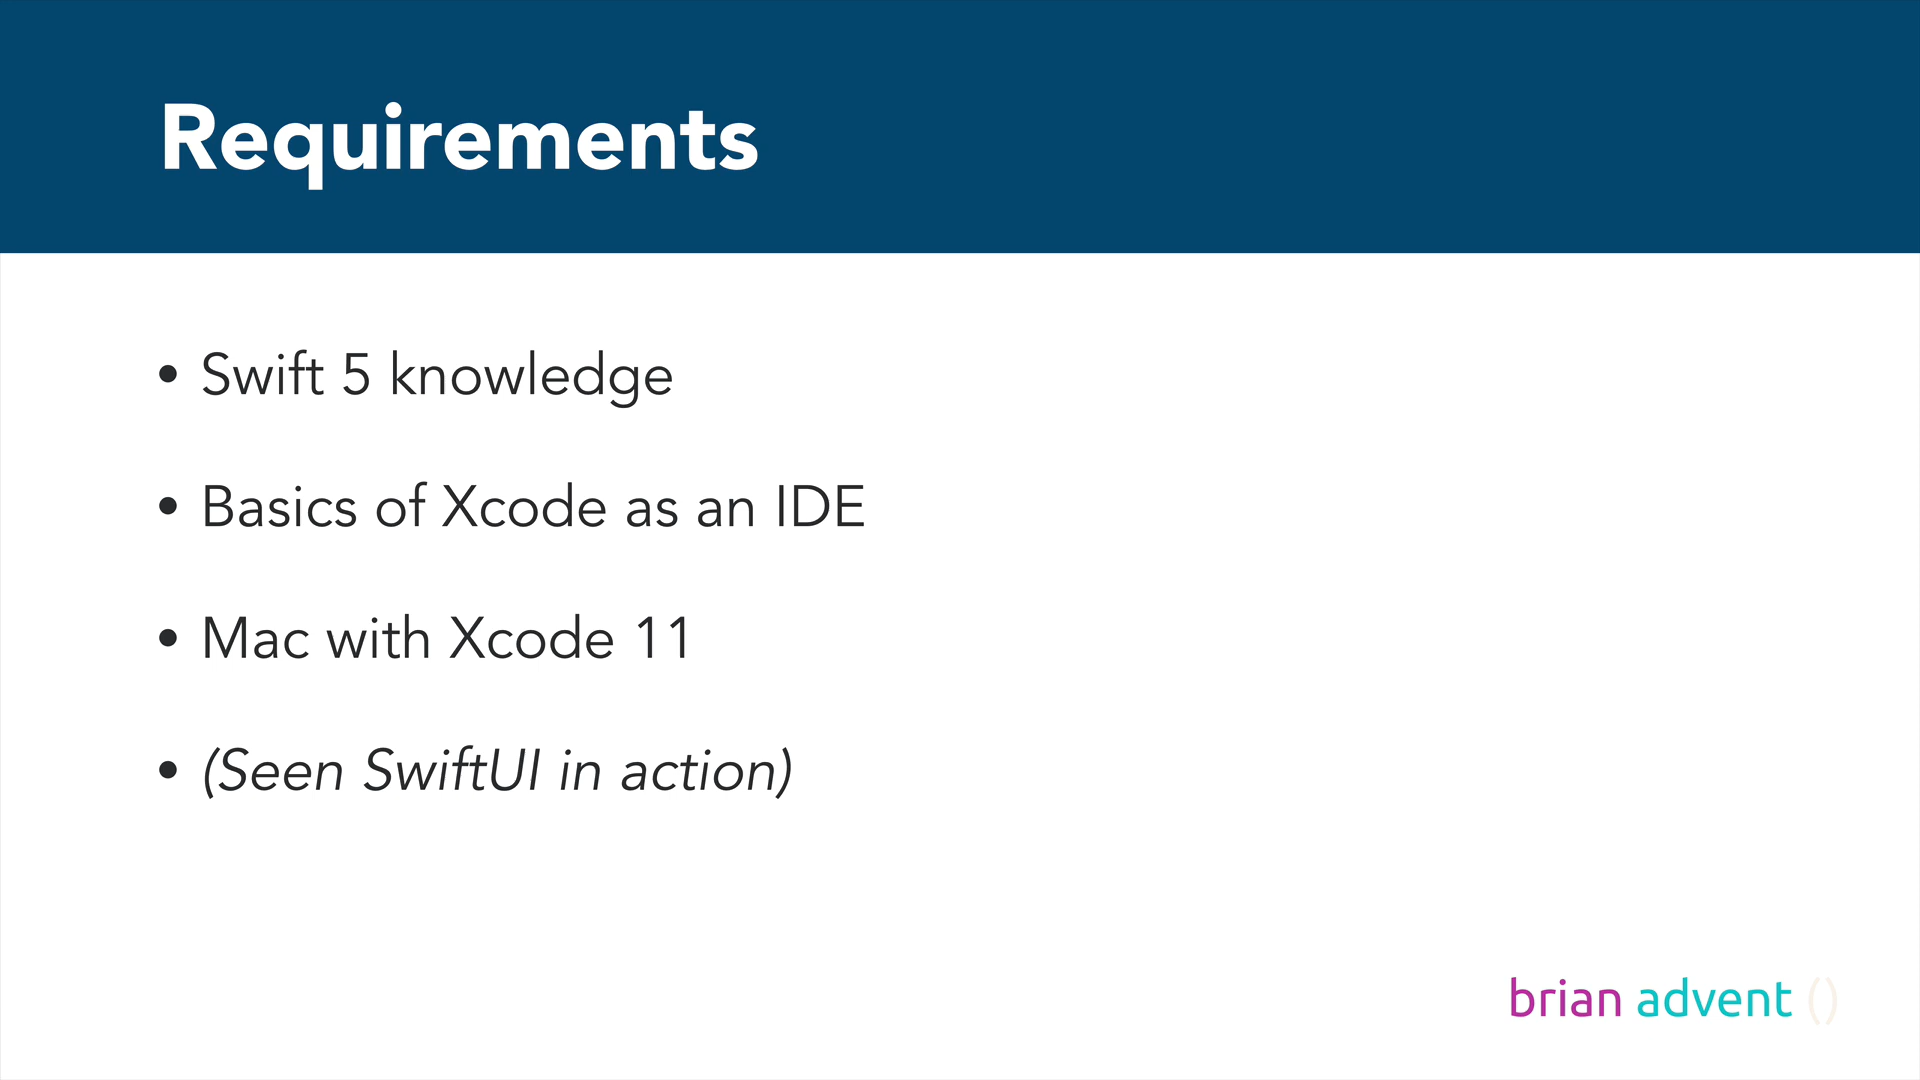 Requirements
• Swift 5 knowledge
• Basics of Xcode as an IDE
• Mac with Xcode 11
• (Seen SwiftUI in action)
brian advent ()